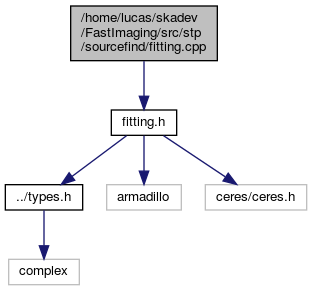 /home/lucas/skadev
/FastImaging/src/stp
/sourcefind/fitting.cpp
fitting.h
../types.h
armadillo
ceres/ceres.h
complex